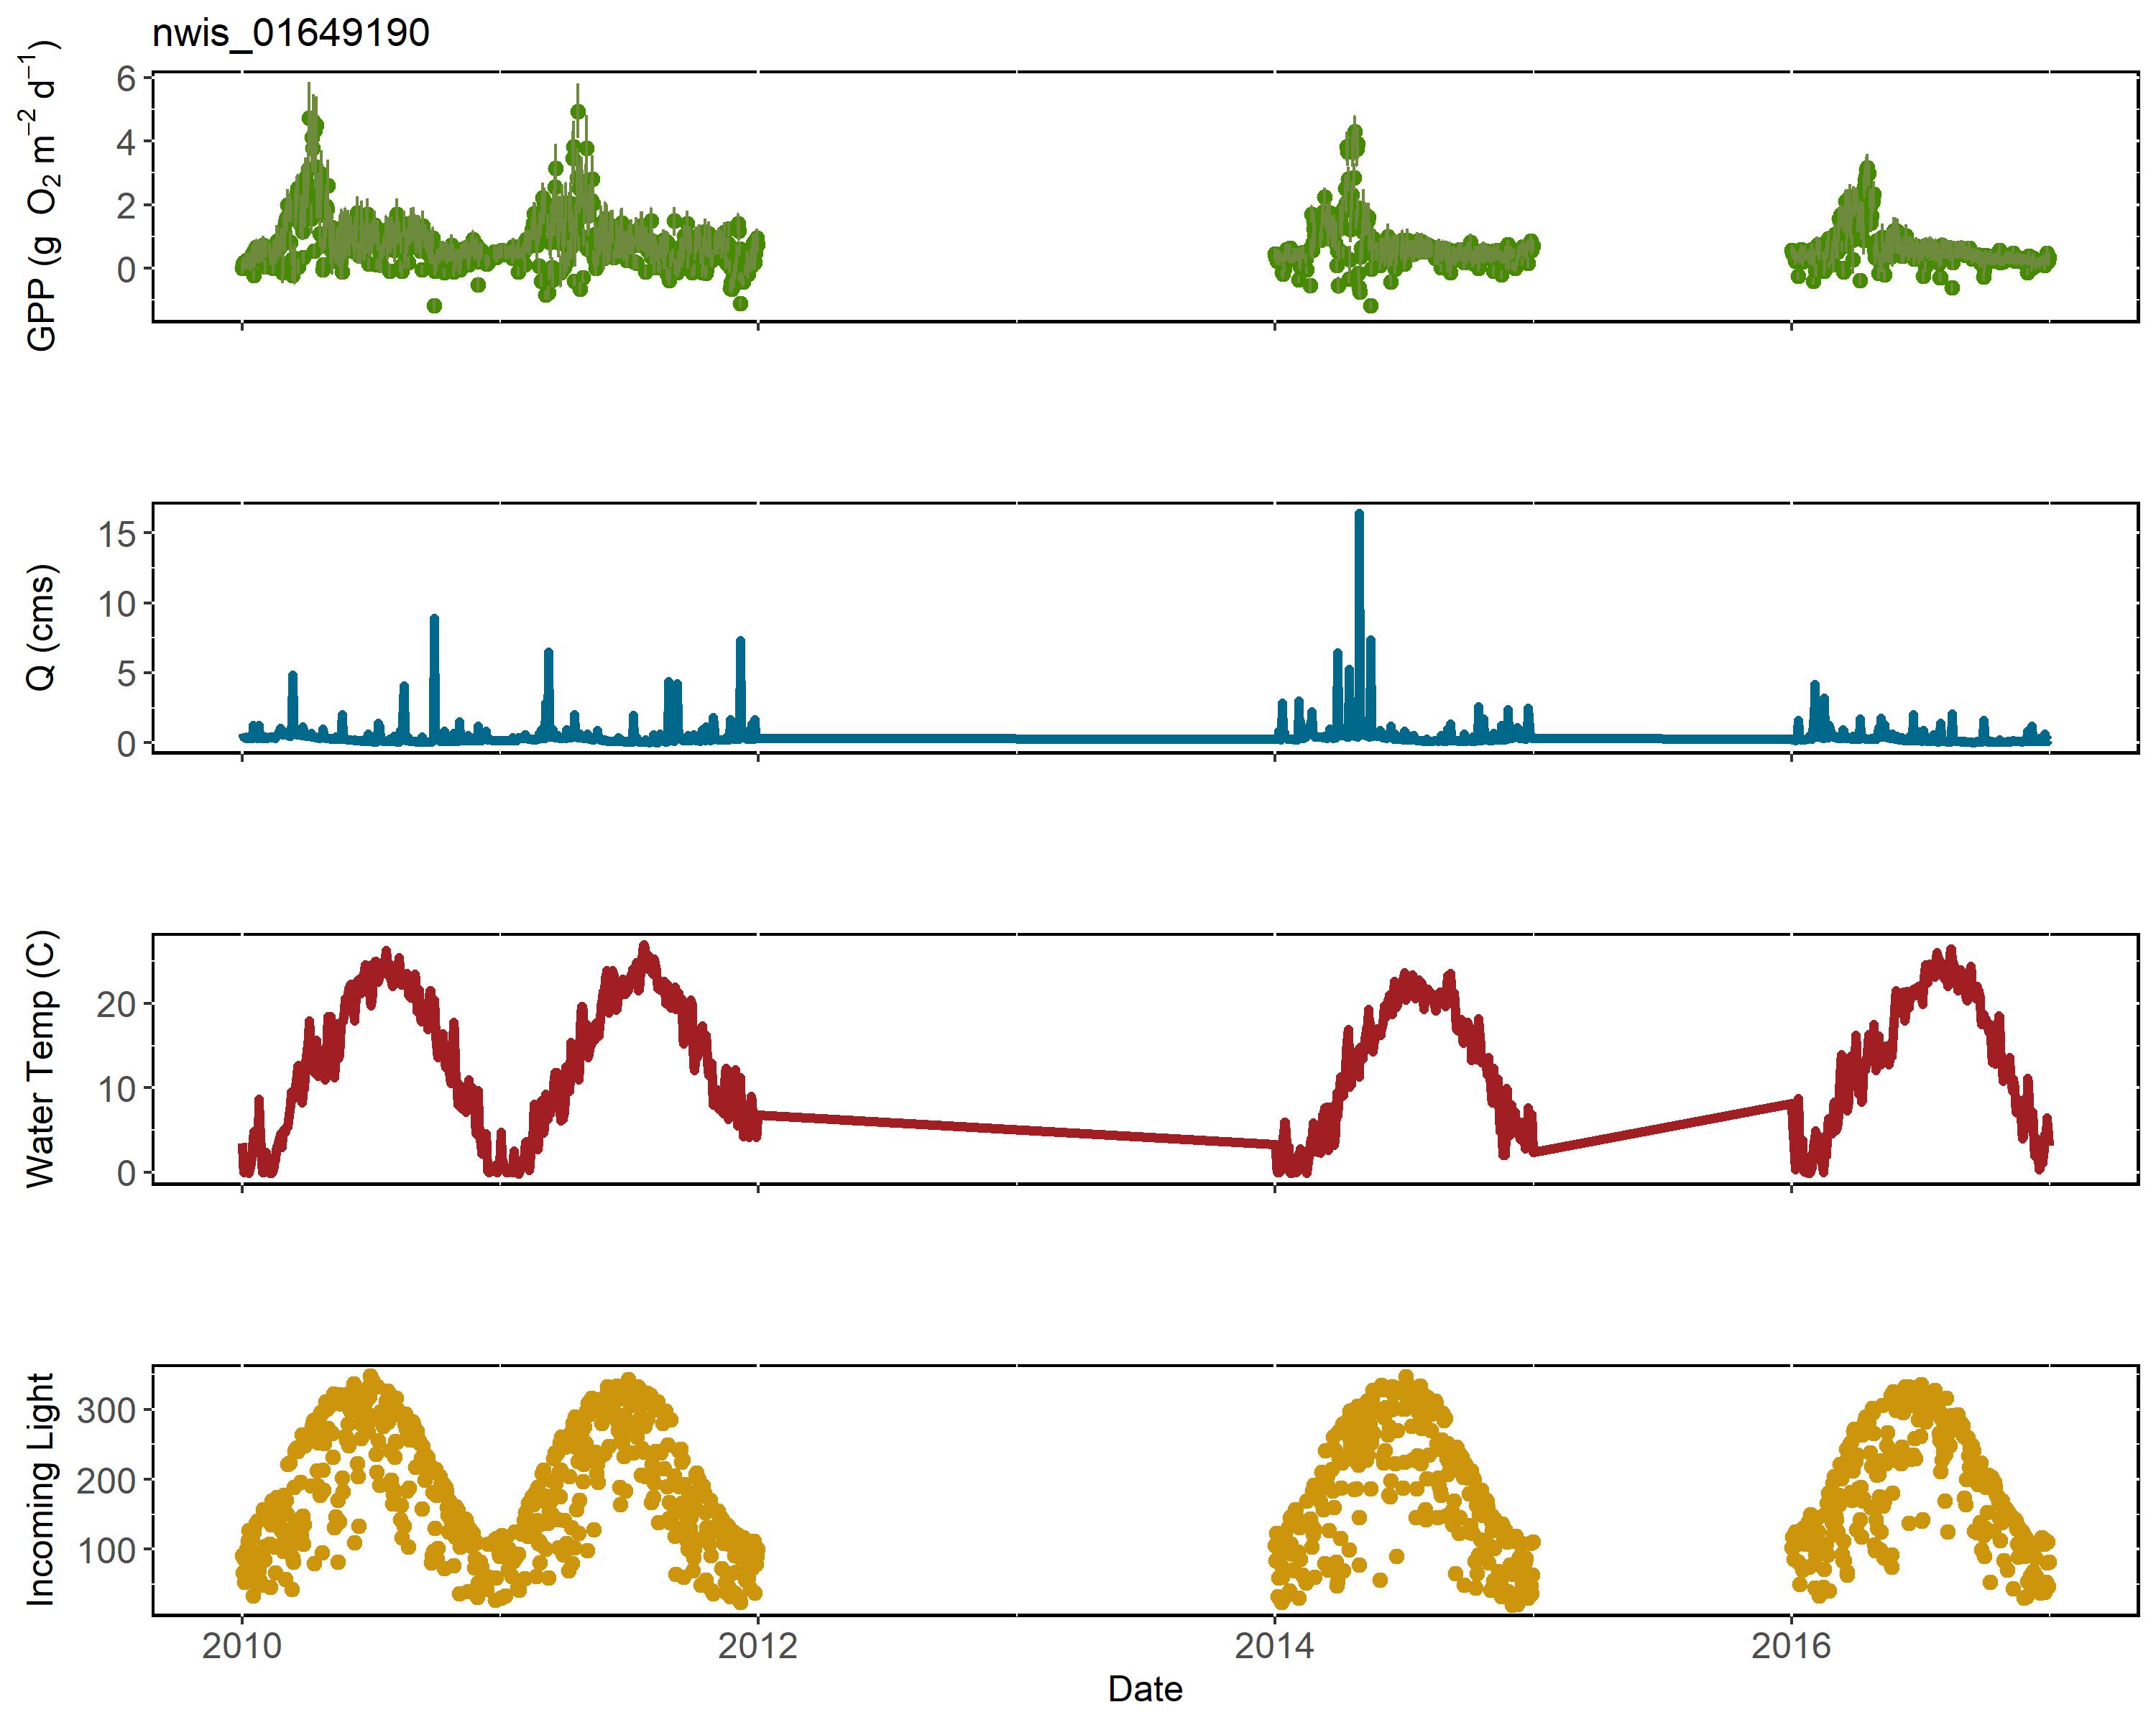 nwis_01649190
GPP (g O₂ m⁻² d⁻¹)
6
4
2
0
Q (cms)
15
10
5
0
Water Temp (C)
20
10
0
Incoming Light
300
200
100
2010 2012 2014 2016
Date